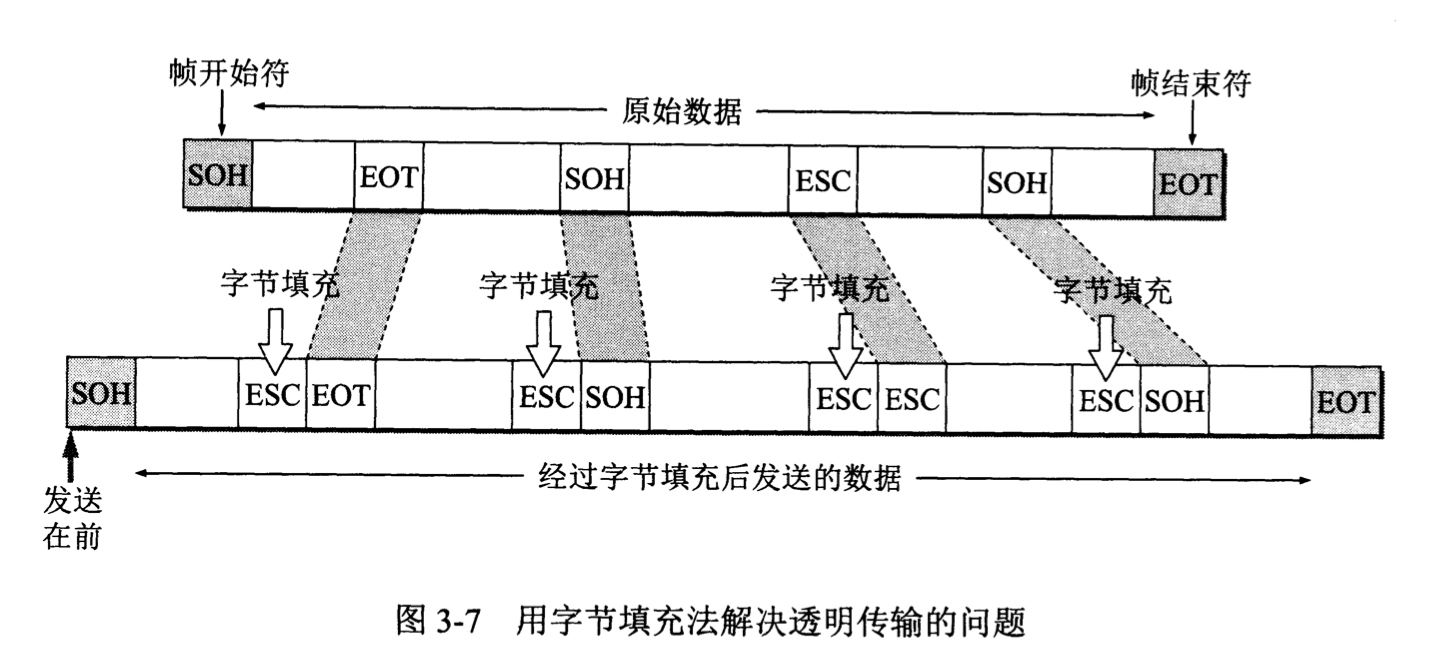 帧开始符
原始数据
帧结束符
SOH EOT SOH ESC SOH EOT
字节填充 字节填充 字节填充 字节填充
SOH ESC EOT ESC SOH ESC ESC ESC SOH EOT
经过字节填充后发送的数据
发送
在前
图 3-7 用字节填充法解决透明传输的问题